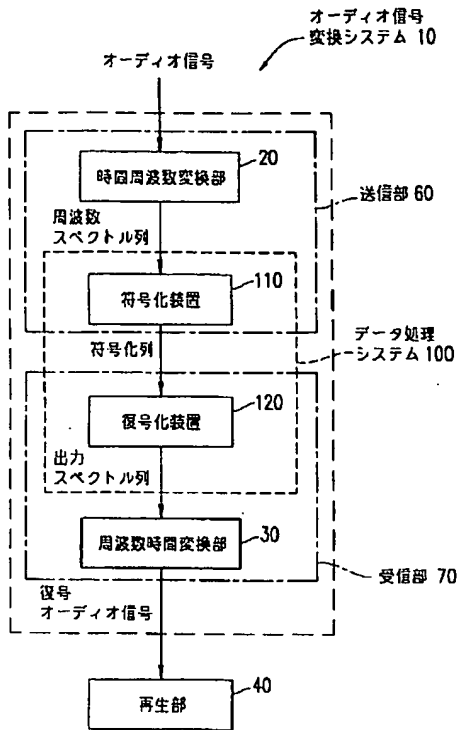 オーディオ信号
変換システム 10
オーディオ信号
20
時間周波数変換部
送信部 60
周波数
スペクトル列
110
符号化装置
符号化列
データ処理
システム 100
120
復号化装置
出力
スペクトル列
30
周波数時間変換部
受信部 70
復号
オーディオ信号
40
再生部